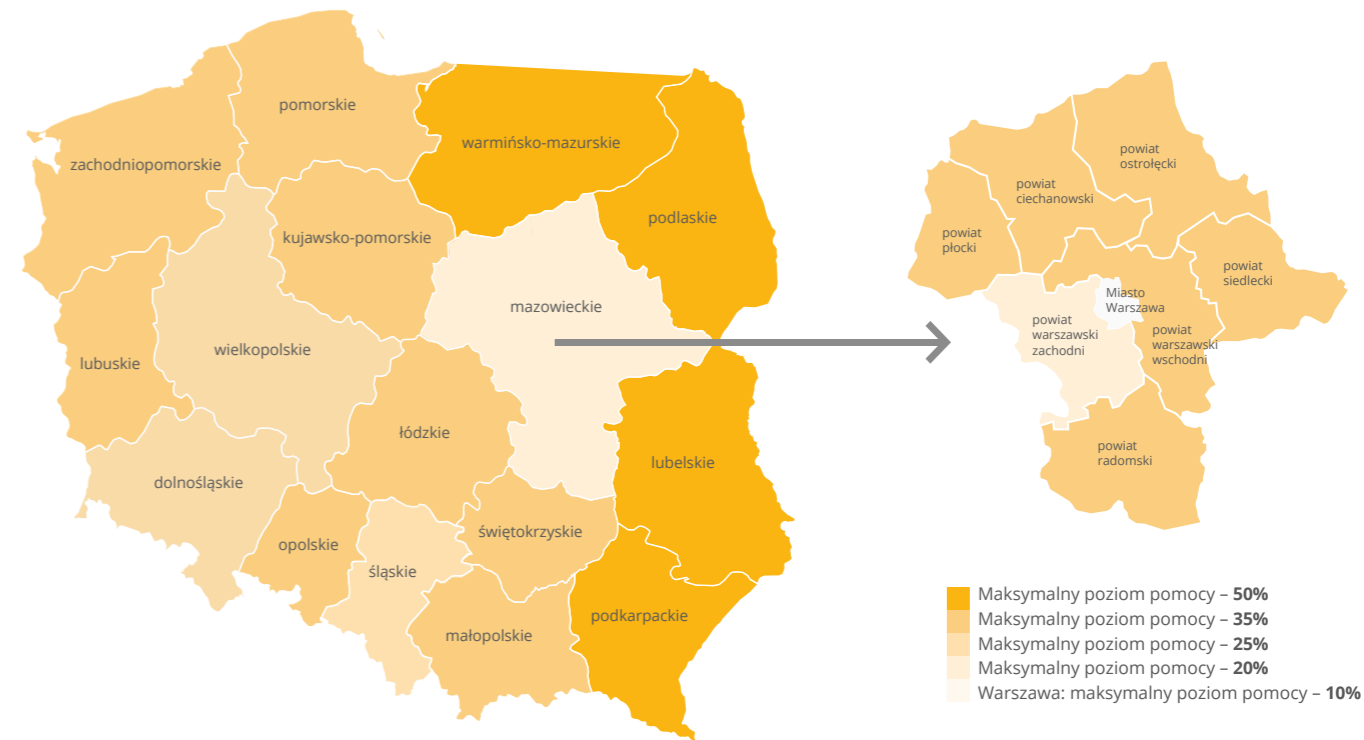 pomorskie
warmińsko-mazurskie
zachodniopomorskie
podlaskie
kujawsko-pomorskie
mazowieckie
wielkopolskie
lubuskie
łódzkie
lubelskie
dolnośląskie
świętokrzyskie
opolskie
śląskie
podkarpackie
małopolskie
powiat
ostrołęcki
powiat
ciechanowski
powiat
płocki
powiat
siedlecki
Miasto
Warszawa
powiat
warszawski
zachodni
powiat
warszawski
wschodni
powiat
radomski
Maksymalny poziom pomocy – 50%
Maksymalny poziom pomocy – 35%
Maksymalny poziom pomocy – 25%
Maksymalny poziom pomocy – 20%
Warszawa: maksymalny poziom pomocy – 10%